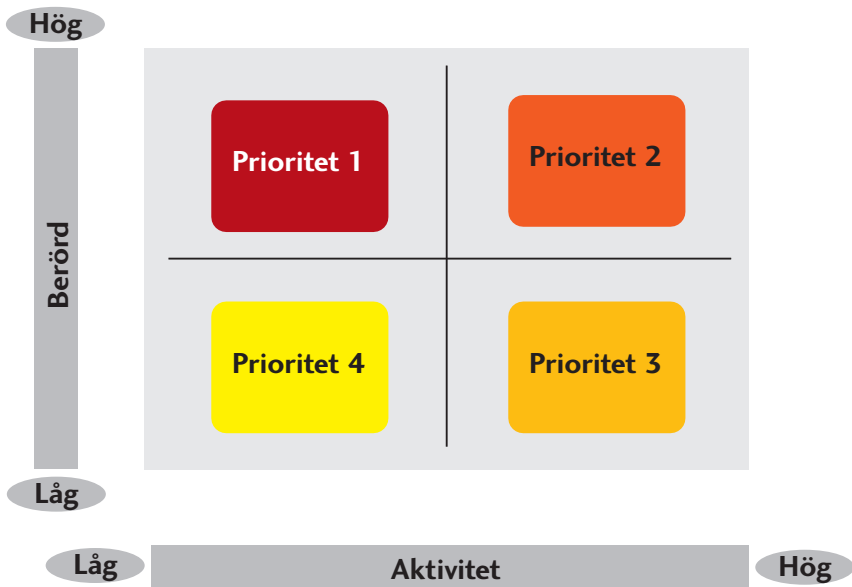 Hög
Prioritet 1
Prioritet 2
Berörd
Prioritet 4
Prioritet 3
Låg
Låg
Aktivitet
Hög